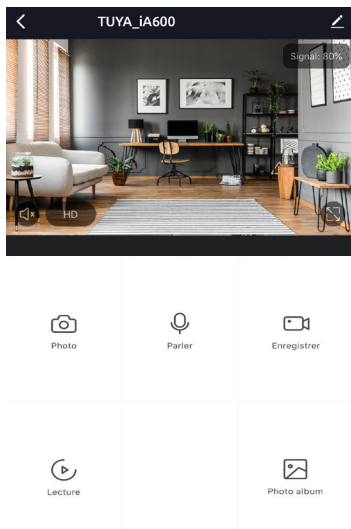 TUYA_iA600
Signal: 80%
HD
Photo
Parler
Enregistrer
Lecture
Photo album